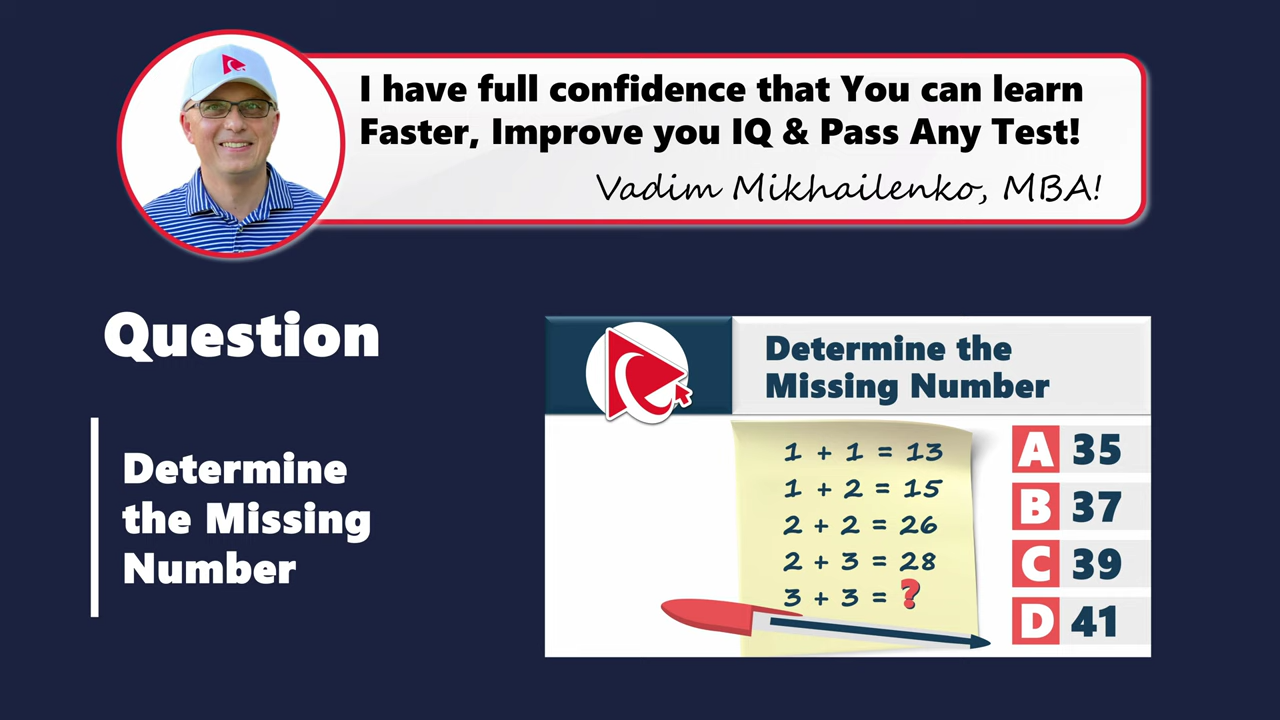 I have full confidence that You can learn
Faster, Improve you IQ & Pass Any Test!
Vadim Mikhailenko, MBA!
Question
Determine
the Missing
Number
Determine the
Missing Number
1 + 1 = 13
1 + 2 = 15
2 + 2 = 26
2 + 3 = 28
3 + 3 = ?
A 35
B 37
C 39
D 41